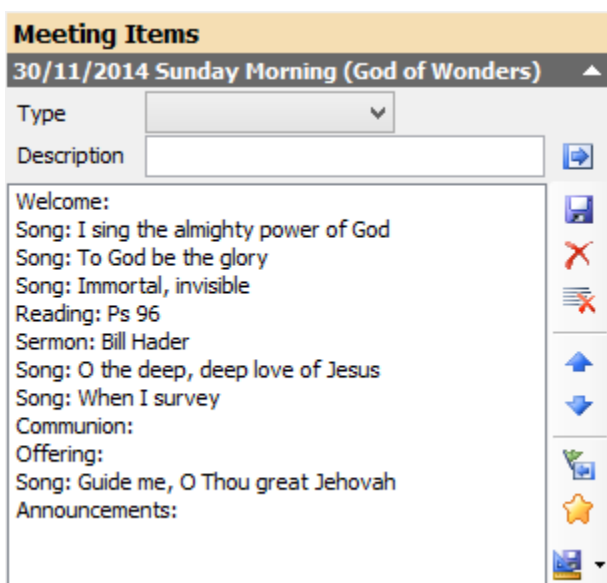 Meeting Items
30/11/2014 Sunday Morning (God of Wonders)
Type
Description
Welcome:
Song: I sing the almighty power of God
Song: To God be the glory
Song: Immortal, invisible
Reading: Ps 96
Sermon: Bill Hader
Song: O the deep, deep love of Jesus
Song: When I survey
Communion:
Offering:
Song: Guide me, O Thou great Jehovah
Announcements: